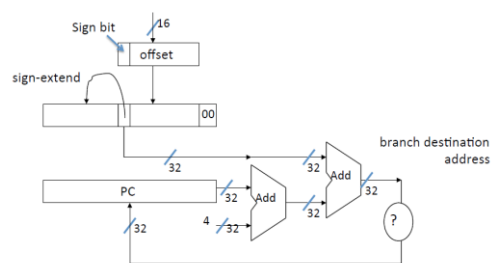 Sign bit
16
offset
sign-extend
00
32
32
branch destination
address
Add
32
PC
32
Add
32
4
32
?
32